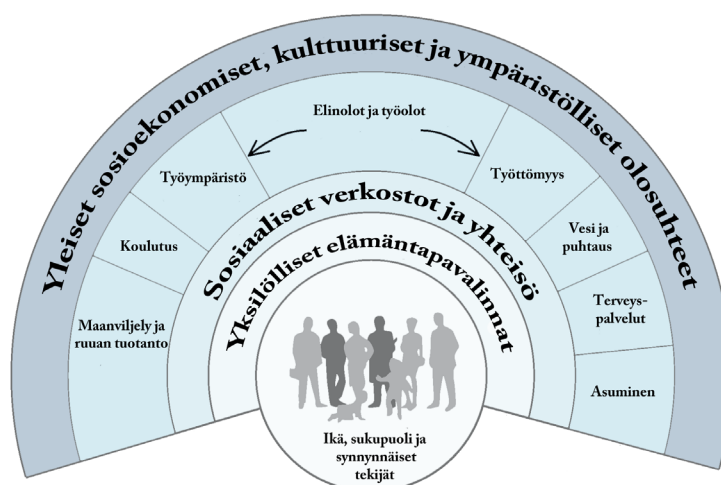 Yleiset sosioekonomiset, kulttuuriset ja ympäristölliset olosuhteet
Elinolot ja työolot
Työympäristö
Koulutus
Maanviljely ja
ruuan tuotanto
Työttömyys
Vesi ja
puhtaus
Terveys-
palvelut
Asuminen
Sosiaaliset verkostot ja yhteisö
Yksilölliset elämäntapavalinnat
Ikä, sukupuoli ja
synnynnäiset
tekijät